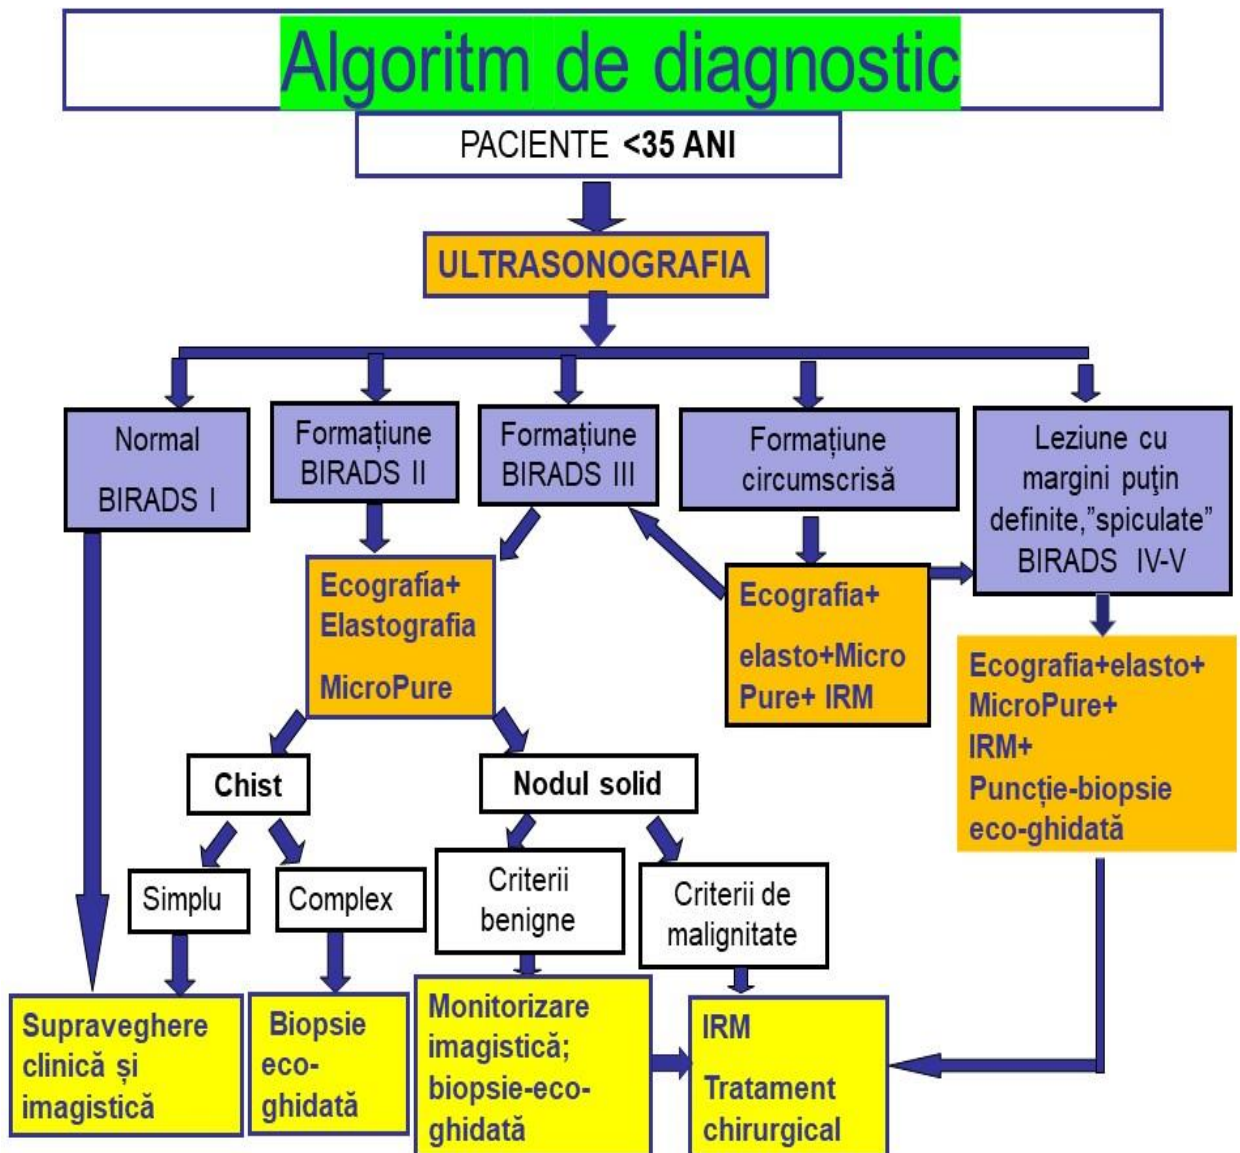 Algoritm de diagnostic
PACIENTE <35 ANI
ULTRASONOGRAFIA
Normal
BIRADS I
Formațiune
BIRADS II
Formațiune
BIRADS III
Formațiune
circumscrisă
Leziune cu
margini puţin
definite,”spiculate”
BIRADS IV-V
Ecografía+
Elastografia
MicroPure
Ecografia+
elasto+Micro
Pure+ IRM
Ecografia+elasto+
MicroPure+
IRM+
Puncție-biopsie
eco-ghidată
Chist
Nodul solid
Simplu
Complex
Criterii
benigne
Criterii de
malignitate
Supraveghere
clinică și
imagistică
Biopsie
eco-
ghidată
Monitorizare
imagistică;
biopsie-eco-
ghidată
IRM
Tratament
chirurgical